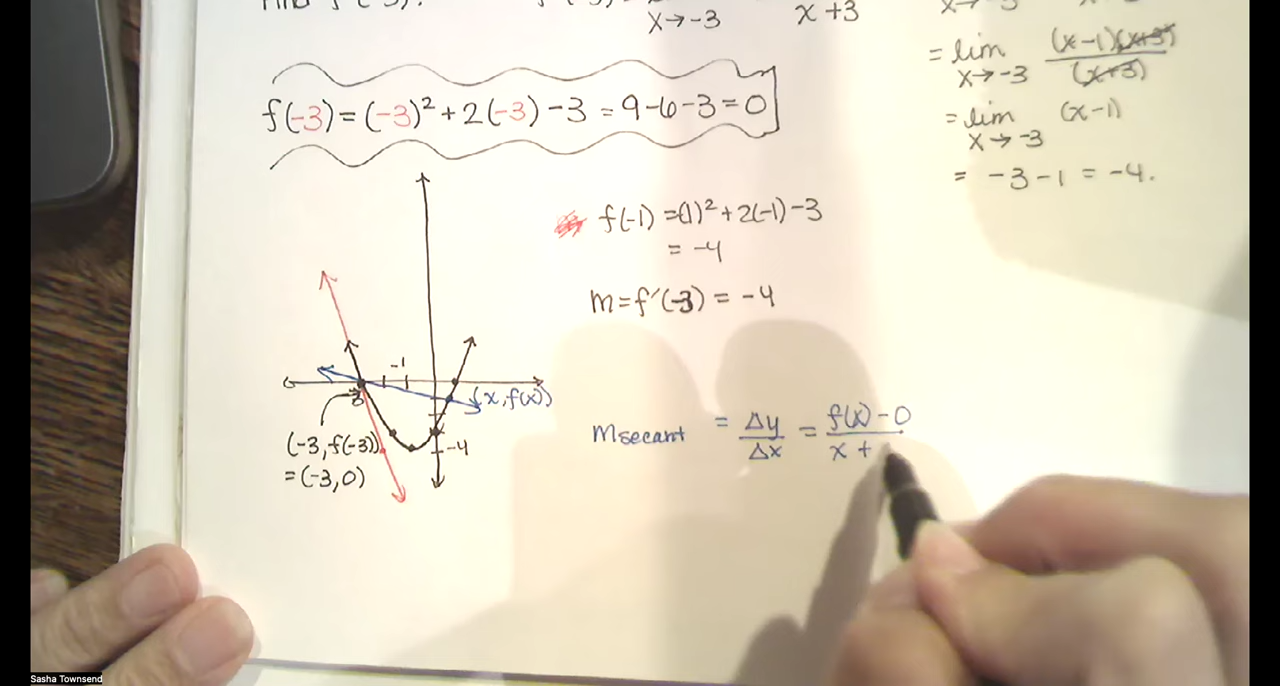 x→-3
x+3
= lim (x-1)(x+3)
x→-3 (x+3)
= lim (x-1)
x→-3
= -3-1 = -4.
f(-3) = (-3)²+2(-3)-3 = 9-6-3=0
f(-1) =(1)²+2(-1)-3
= -4
m=f'(-3) = -4
-1
(x,f(x))
(-3,f(-3))
=(-3,0)
-4
Msecant = Δy/Δx = f(x)-0
x+
Sasha Townsend